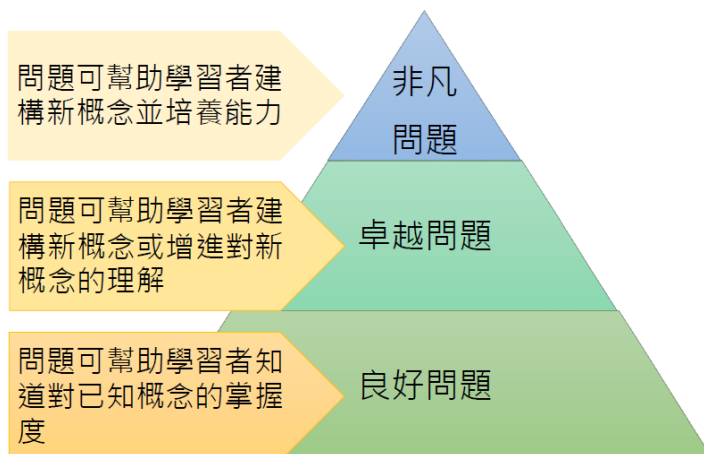 問題可幫助學習者建
構新概念並培養能力
非凡
問題
問題可幫助學習者建
構新概念或增進對新
概念的理解
卓越問題
問題可幫助學習者知
道對已知概念的掌握
度
良好問題